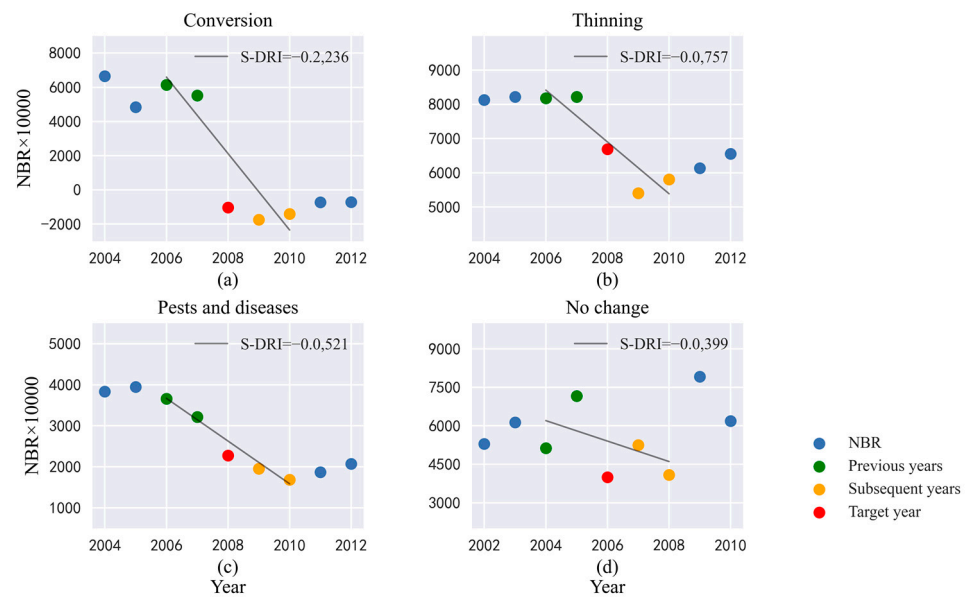 Conversion
Thinning
NBR×10000
8000
6000
4000
2000
0
−2000
S-DRI=−0.2,236
2004 2006 2008 2010 2012
(a)
9000
8000
7000
6000
5000
S-DRI=−0.0,757
2004 2006 2008 2010 2012
(b)
Pests and diseases
No change
NBR×10000
5000
4000
3000
2000
1000
S-DRI=−0.0,521
2004 2006 2008 2010 2012
(c)
Year
9000
7500
6000
4500
3000
S-DRI=−0.0,399
2002 2004 2006 2008 2010
(d)
Year
NBR
Previous years
Subsequent years
Target year